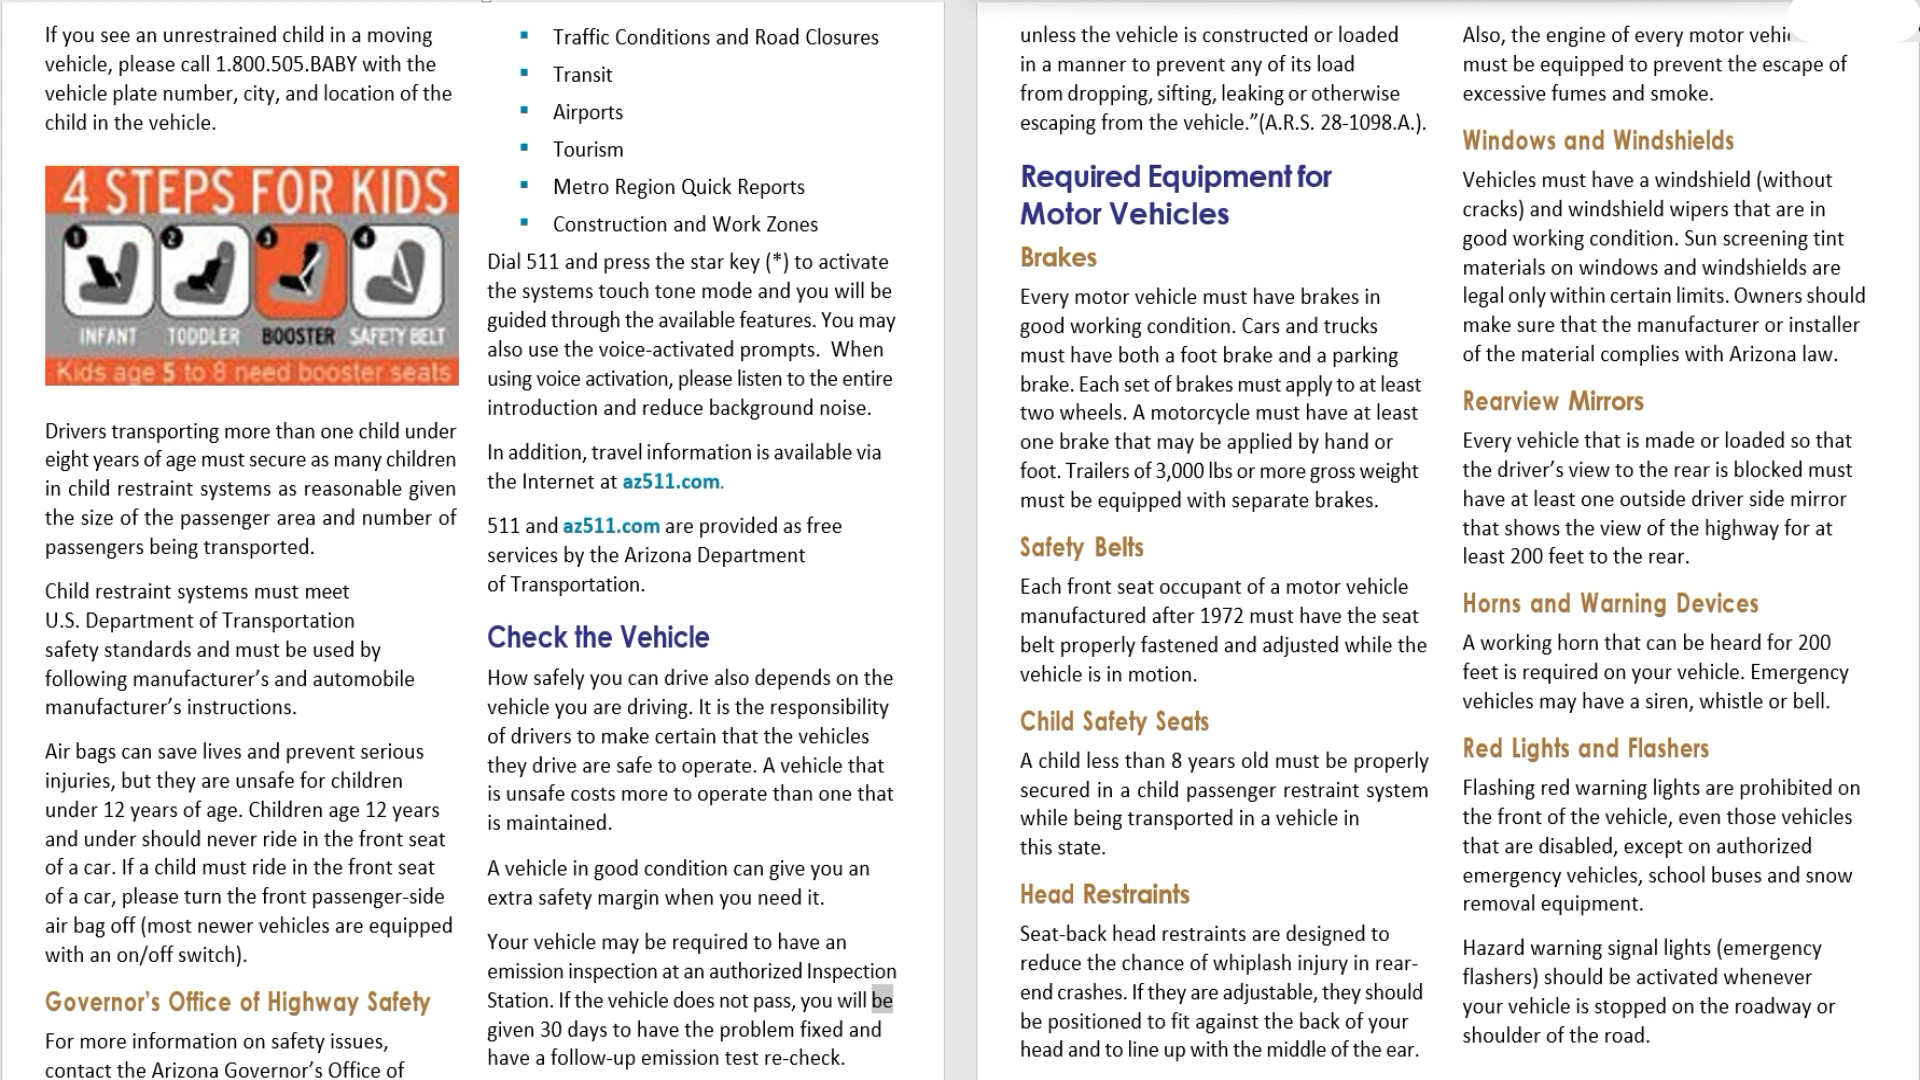 If you see an unrestrained child in a moving
vehicle, please call 1.800.505.BABY with the
vehicle plate number, city, and location of the
child in the vehicle.
4 STEPS FOR KIDS
1 2 3 4
INFANT TODDLER BOOSTER SAFETY BELT
Kids age 5 to 8 need booster seats
Drivers transporting more than one child under
eight years of age must secure as many children
in child restraint systems as reasonable given
the size of the passenger area and number of
passengers being transported.
Child restraint systems must meet
U.S. Department of Transportation
safety standards and must be used by
following manufacturer’s and automobile
manufacturer’s instructions.
Air bags can save lives and prevent serious
injuries, but they are unsafe for children
under 12 years of age. Children age 12 years
and under should never ride in the front seat
of a car. If a child must ride in the front seat
of a car, please turn the front passenger-side
air bag off (most newer vehicles are equipped
with an on/off switch).
Governor’s Office of Highway Safety
For more information on safety issues,
contact the Arizona Governor’s Office of
▪ Traffic Conditions and Road Closures
▪ Transit
▪ Airports
▪ Tourism
▪ Metro Region Quick Reports
▪ Construction and Work Zones
Dial 511 and press the star key (*) to activate
the systems touch tone mode and you will be
guided through the available features. You may
also use the voice-activated prompts. When
using voice activation, please listen to the entire
introduction and reduce background noise.
In addition, travel information is available via
the Internet at az511.com.
511 and az511.com are provided as free
services by the Arizona Department
of Transportation.
Check the Vehicle
How safely you can drive also depends on the
vehicle you are driving. It is the responsibility
of drivers to make certain that the vehicles
they drive are safe to operate. A vehicle that
is unsafe costs more to operate than one that
is maintained.
A vehicle in good condition can give you an
extra safety margin when you need it.
Your vehicle may be required to have an
emission inspection at an authorized Inspection
Station. If the vehicle does not pass, you will be
given 30 days to have the problem fixed and
have a follow-up emission test re-check.
unless the vehicle is constructed or loaded
in a manner to prevent any of its load
from dropping, sifting, leaking or otherwise
escaping from the vehicle.”(A.R.S. 28-1098.A.).
Required Equipment for
Motor Vehicles
Brakes
Every motor vehicle must have brakes in
good working condition. Cars and trucks
must have both a foot brake and a parking
brake. Each set of brakes must apply to at least
two wheels. A motorcycle must have at least
one brake that may be applied by hand or
foot. Trailers of 3,000 lbs or more gross weight
must be equipped with separate brakes.
Safety Belts
Each front seat occupant of a motor vehicle
manufactured after 1972 must have the seat
belt properly fastened and adjusted while the
vehicle is in motion.
Child Safety Seats
A child less than 8 years old must be properly
secured in a child passenger restraint system
while being transported in a vehicle in
this state.
Head Restraints
Seat-back head restraints are designed to
reduce the chance of whiplash injury in rear-
end crashes. If they are adjustable, they should
be positioned to fit against the back of your
head and to line up with the middle of the ear.
Also, the engine of every motor vehi
must be equipped to prevent the escape of
excessive fumes and smoke.
Windows and Windshields
Vehicles must have a windshield (without
cracks) and windshield wipers that are in
good working condition. Sun screening tint
materials on windows and windshields are
legal only within certain limits. Owners should
make sure that the manufacturer or installer
of the material complies with Arizona law.
Rearview Mirrors
Every vehicle that is made or loaded so that
the driver’s view to the rear is blocked must
have at least one outside driver side mirror
that shows the view of the highway for at
least 200 feet to the rear.
Horns and Warning Devices
A working horn that can be heard for 200
feet is required on your vehicle. Emergency
vehicles may have a siren, whistle or bell.
Red Lights and Flashers
Flashing red warning lights are prohibited on
the front of the vehicle, even those vehicles
that are disabled, except on authorized
emergency vehicles, school buses and snow
removal equipment.
Hazard warning signal lights (emergency
flashers) should be activated whenever
your vehicle is stopped on the roadway or
shoulder of the road.